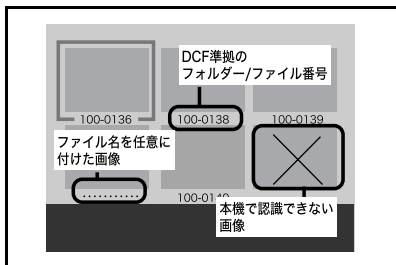 DCF準拠の
フォルダー/ファイル番号
100-0136
100-0138
100-0139
ファイル名を任意に
付けた画像
............
100-0140
本機で認識できない
画像